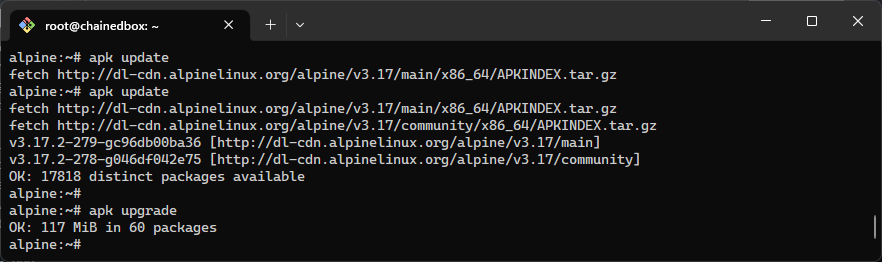 root@chainedbox: ~
alpine:~# apk update
fetch http://dl-cdn.alpinelinux.org/alpine/v3.17/main/x86_64/APKINDEX.tar.gz
alpine:~# apk update
fetch http://dl-cdn.alpinelinux.org/alpine/v3.17/main/x86_64/APKINDEX.tar.gz
fetch http://dl-cdn.alpinelinux.org/alpine/v3.17/community/x86_64/APKINDEX.tar.gz
v3.17.2-279-gc96db00ba36 [http://dl-cdn.alpinelinux.org/alpine/v3.17/main]
v3.17.2-278-g046df042e75 [http://dl-cdn.alpinelinux.org/alpine/v3.17/community]
OK: 17818 distinct packages available
alpine:~#
alpine:~# apk upgrade
OK: 117 MiB in 60 packages
alpine:~#